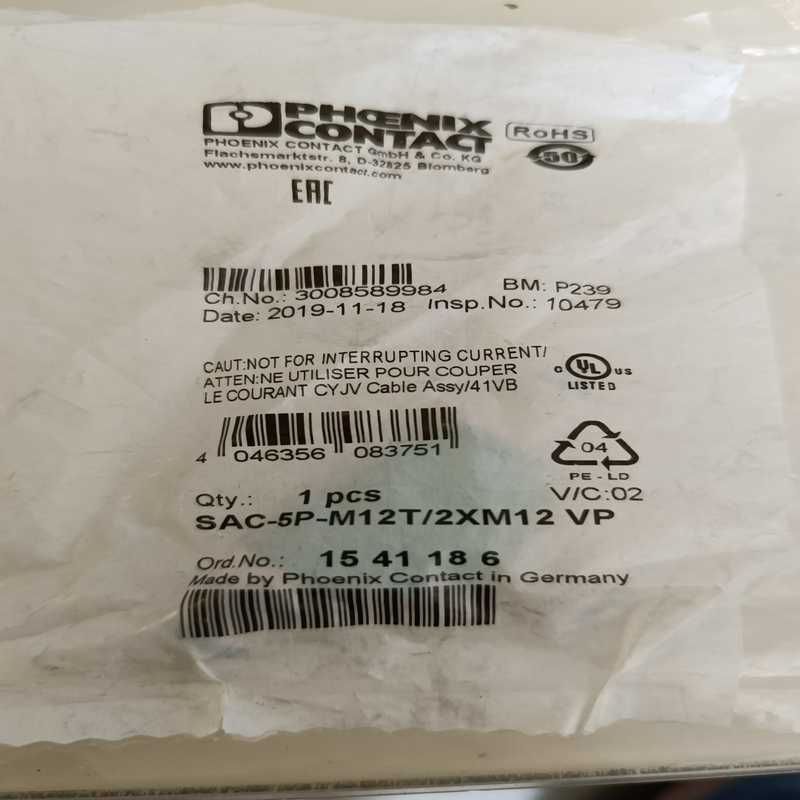 PHŒNIX
CONTACT
RoHS
50
PHOENIX CONTACT GmbH & Co. KG
Flachsmarktstr. 8, D-32825 Blomberg
www.phoenixcontact.com
EAC
Ch.No.: 3008589984 BM: P239
Date: 2019-11-18 Insp.No.: 10479
CAUT:NOT FOR INTERRUPTING CURRENT/
ATTEN:NE UTILISER POUR COUPER
LE COURANT CYJV Cable Assy/41VB
c UL us
LISTED
4 046356 083751
04
PE-LD
Qty.: 1 pcs V/C:02
SAC-5P-M12T/2XM12 VP
Ord.No.: 15 41 18 6
Made by Phoenix Contact in Germany